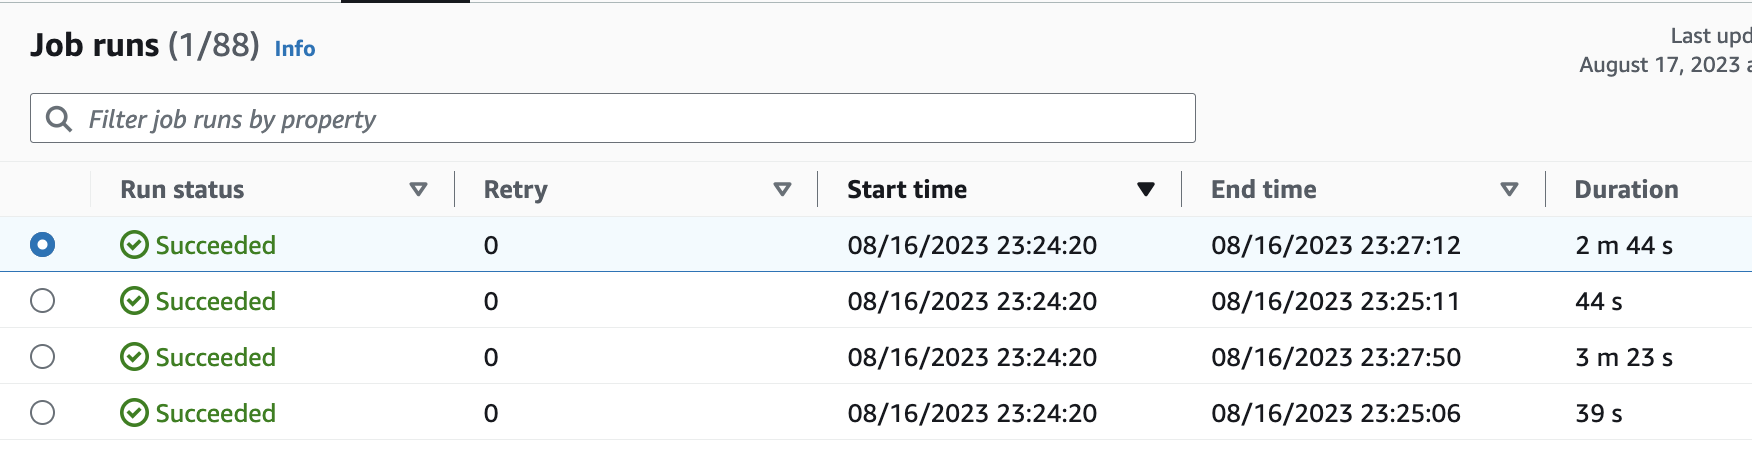 Job runs (1/88) Info
Last upd
August 17, 2023 a
Filter job runs by property
Run status Retry Start time End time Duration
Succeeded 0 08/16/2023 23:24:20 08/16/2023 23:27:12 2 m 44 s
Succeeded 0 08/16/2023 23:24:20 08/16/2023 23:25:11 44 s
Succeeded 0 08/16/2023 23:24:20 08/16/2023 23:27:50 3 m 23 s
Succeeded 0 08/16/2023 23:24:20 08/16/2023 23:25:06 39 s